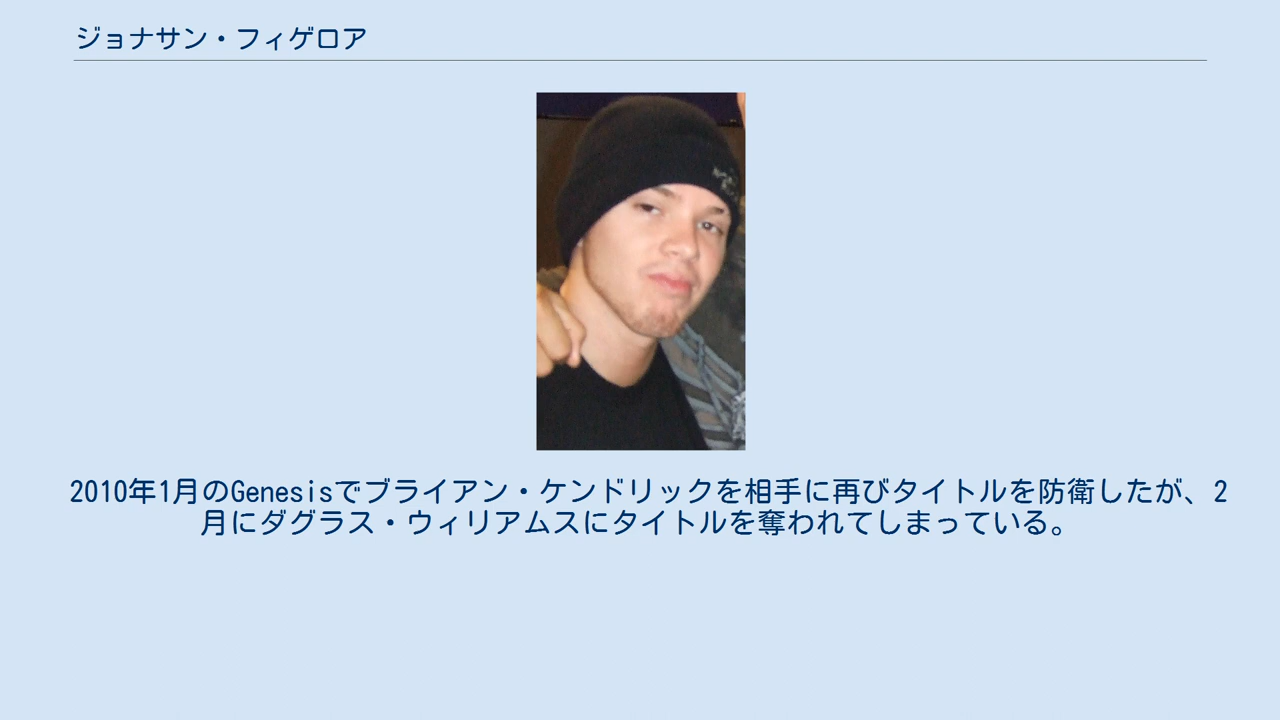 ジョナサン・フィゲロア
2010年1月のGenesisでブライアン・ケンドリックを相手に再びタイトルを防衛したが、2
月にダグラス・ウィリアムスにタイトルを奪われてしまっている。